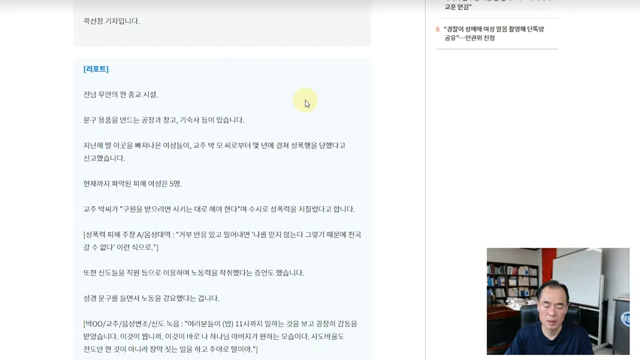 곽선정 기자입니다.
[리포트]
전남 무안의 한 종교 시설.
문구 용품을 만드는 공장과 창고, 기숙사 등이 있습니다.
지난해 말 이곳을 빠져나온 여성들이, 교주 박 모 씨로부터 몇 년에 걸쳐 성폭행을 당했다고
신고했습니다.
현재까지 파악된 피해 여성은 5명.
교주 박씨가 "구원을 받으려면 시키는 대로 해야 한다"며 수시로 성폭력을 저질렀다고 합니다.
[성폭력 피해 주장 A/음성대역 : "거부 반응 있고 밀어내면 '나를 믿지 않는다 그렇기 때문에 천국
갈 수 없다' 이런 식으로."]
또한 신도들을 직원 등으로 이용하며 노동력을 착취했다는 증언도 했습니다.
성경 문구를 들면서 노동을 강요했다는 겁니다.
[박OO/교주/음성변조/신도 녹음 : "여러분들이 (밤) 11시까지 일하는 것을 보고 굉장히 감동을
받았습니다. 이것이 뭡니까. 이것이 바로 나 하나님 아버지가 원하는 모습이다. 사도바울도
전도만 한 것이 아니라 장막 짓는 일을 하고 주야로 말이야."]
6 "경찰이 성매매 여성 알몸 촬영해 단톡방
공유"…인권위 진정